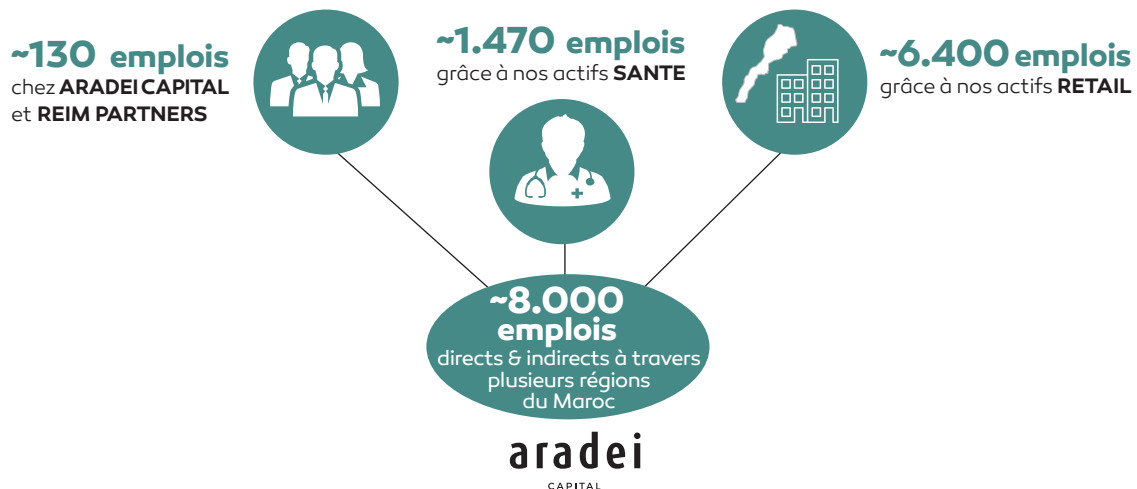 ~130 emplois
chez ARADEI CAPITAL
et REIM PARTNERS
~1.470 emplois
grâce à nos actifs SANTE
~6.400 emplois
grâce à nos actifs RETAIL
~8.000
emplois
directs & indirects à travers
plusieurs régions
du Maroc
aradei
CAPITAL